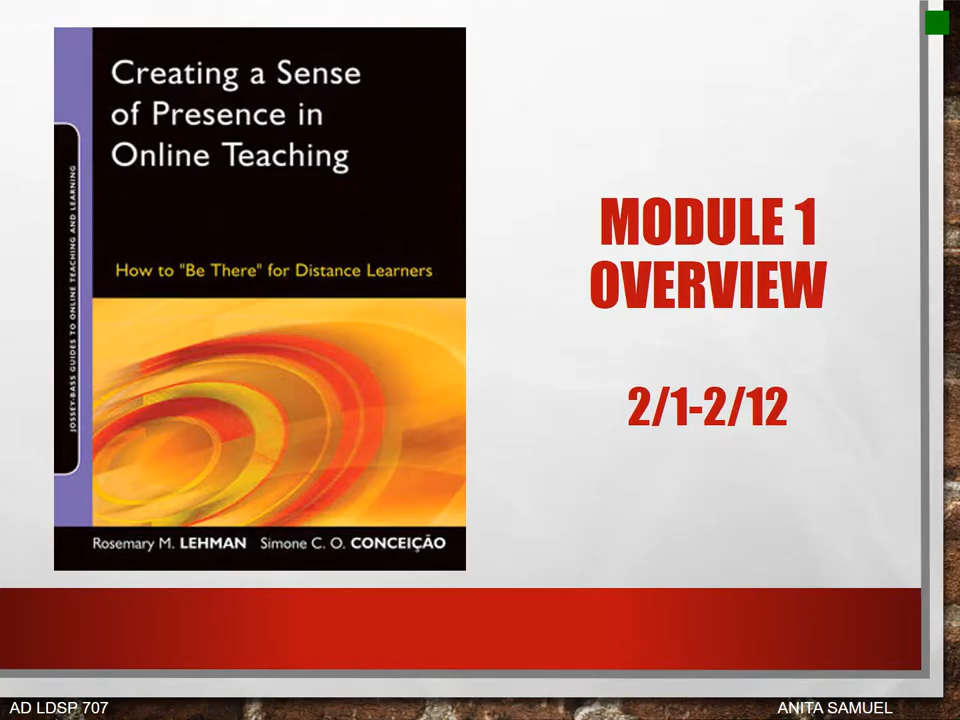 Creating a Sense
of Presence in
Online Teaching
How to "Be There" for Distance Learners
JOSSEY-BASS GUIDES TO ONLINE TEACHING AND LEARNING
Rosemary M. LEHMAN Simone C. O. CONCEIÇÃO
MODULE 1
OVERVIEW
2/1-2/12
AD LDSP 707
ANITA SAMUEL